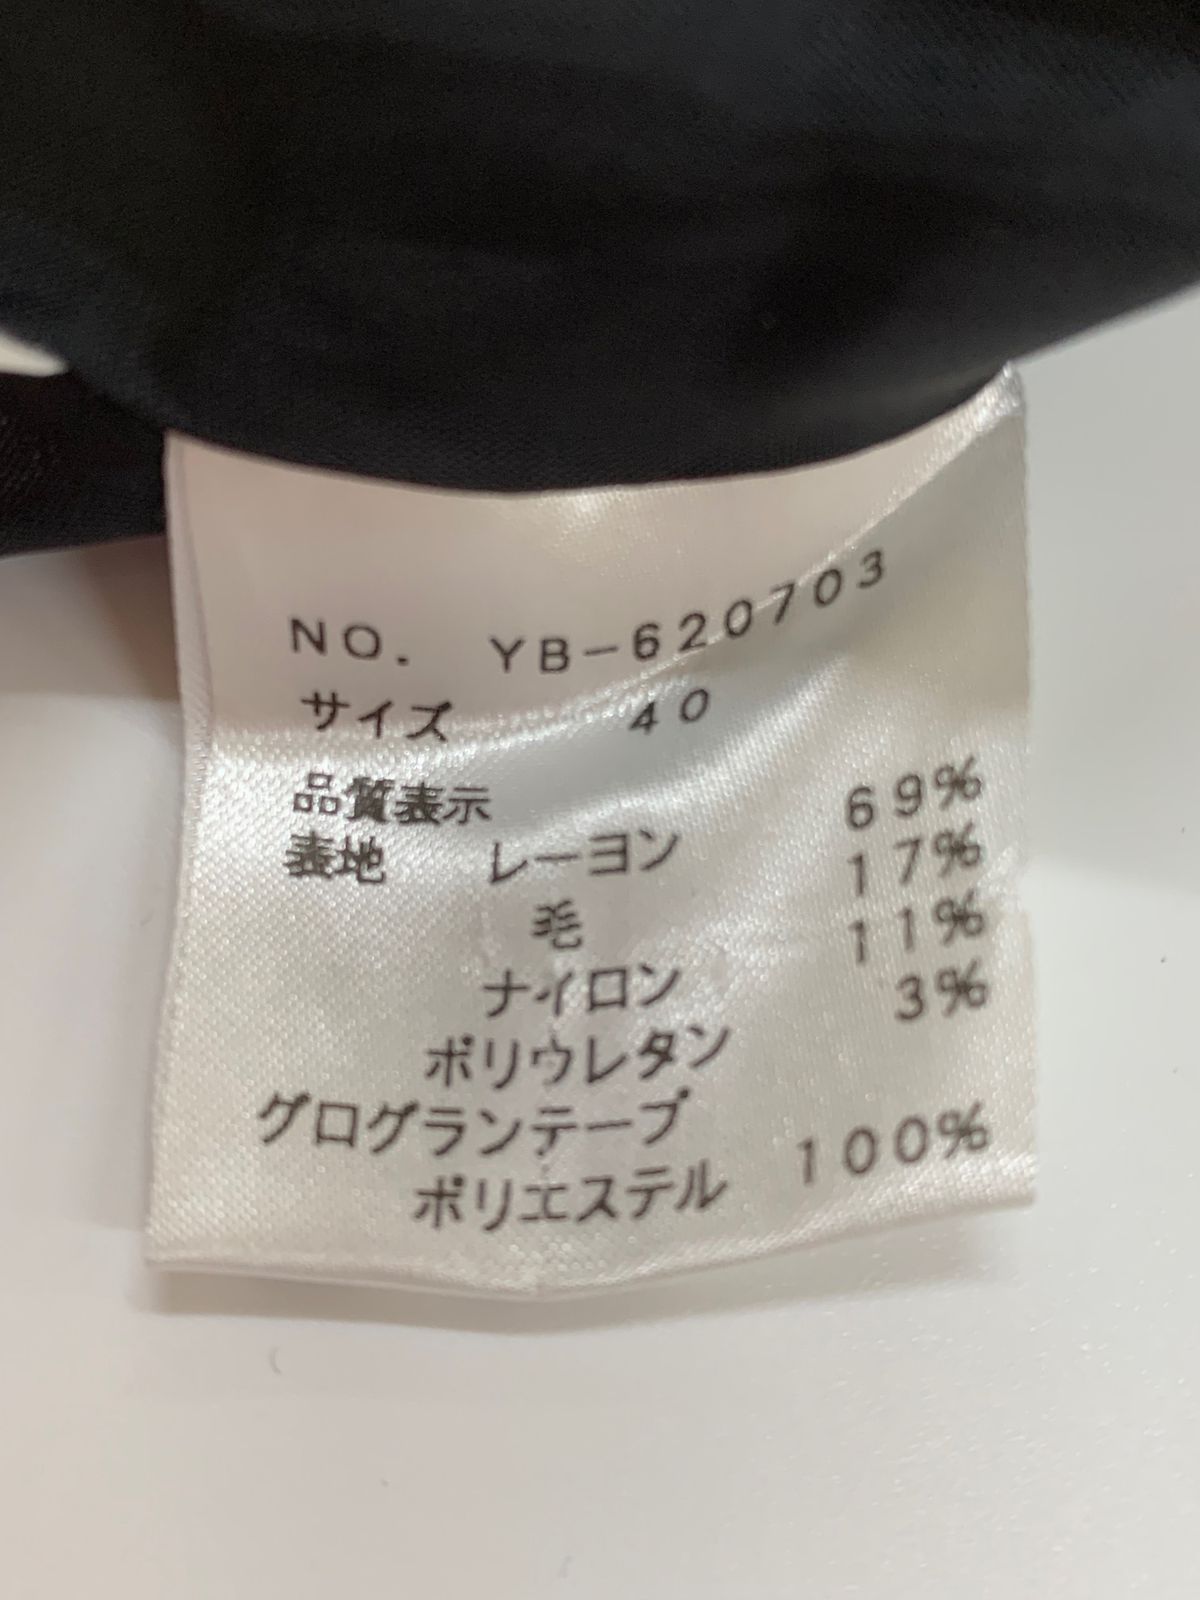 NO. YB-620703
サイズ 40
品質表示
表地 レーヨン 69%
毛 17%
ナイロン 11%
ポリウレタン 3%
グログランテープ
ポリエステル 100%